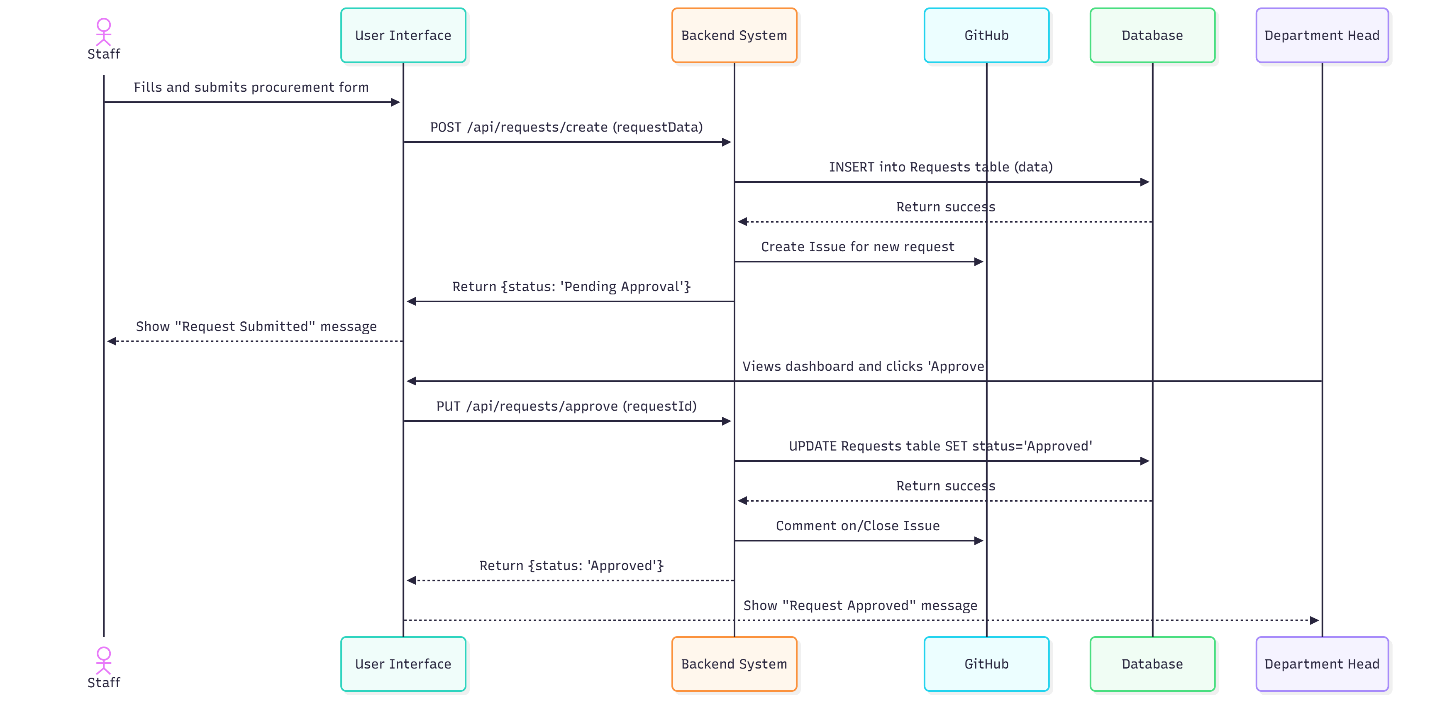 Staff
User Interface
Backend System
GitHub
Database
Department Head
Fills and submits procurement form
POST /api/requests/create (requestData)
INSERT into Requests table (data)
Return success
Create Issue for new request
Return {status: 'Pending Approval'}
Show "Request Submitted" message
Views dashboard and clicks 'Approve
PUT /api/requests/approve (requestId)
UPDATE Requests table SET status='Approved'
Return success
Comment on/Close Issue
Return {status: 'Approved'}
Show "Request Approved" message
Staff
User Interface
Backend System
GitHub
Database
Department Head